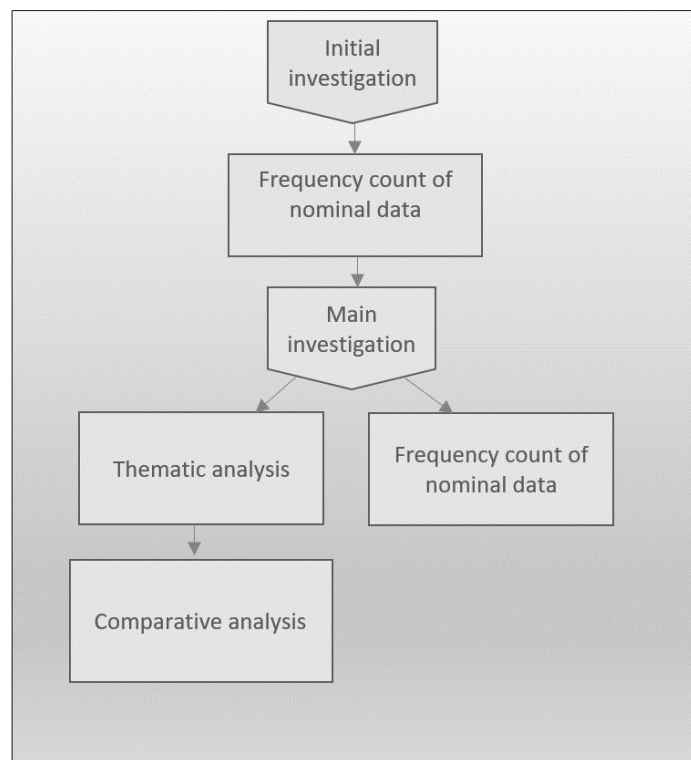 Initial
investigation
Frequency count of
nominal data
Main
investigation
Thematic analysis
Frequency count of
nominal data
Comparative analysis